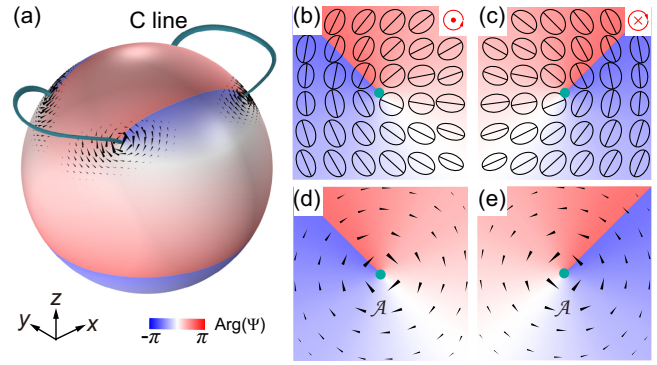 (a)
C line
(b)
(c)
(d)
𝒜
(e)
𝒜
z
y
x
-π
π
Arg(Ψ)